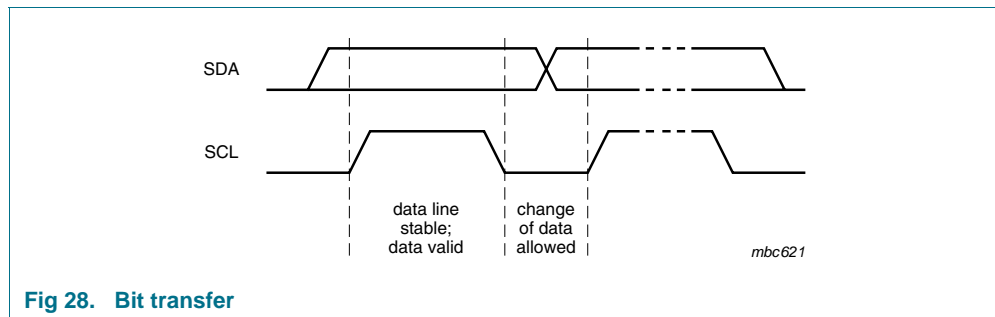 SDA
SCL
data line
stable;
data valid
change
of data
allowed
mbc621
Fig 28. Bit transfer